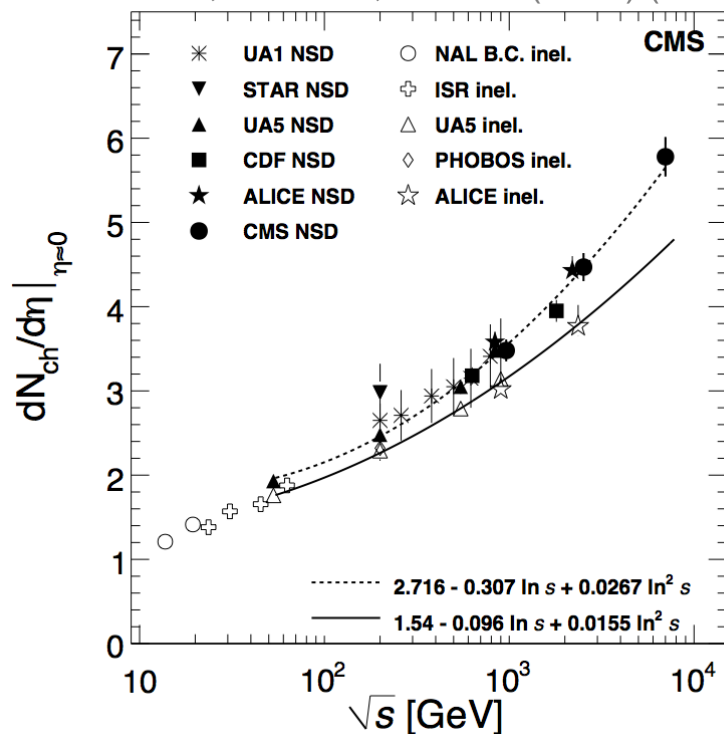 CMS
UA1 NSD
STAR NSD
UA5 NSD
CDF NSD
ALICE NSD
CMS NSD
NAL B.C. inel.
ISR inel.
UA5 inel.
PHOBOS inel.
ALICE inel.
7
6
5
4
3
2
1
0
dN_ch/dη|_η≈0
2.716 - 0.307 ln s + 0.0267 ln² s
1.54 - 0.096 ln s + 0.0155 ln² s
10 10² 10³ 10⁴
√s [GeV]